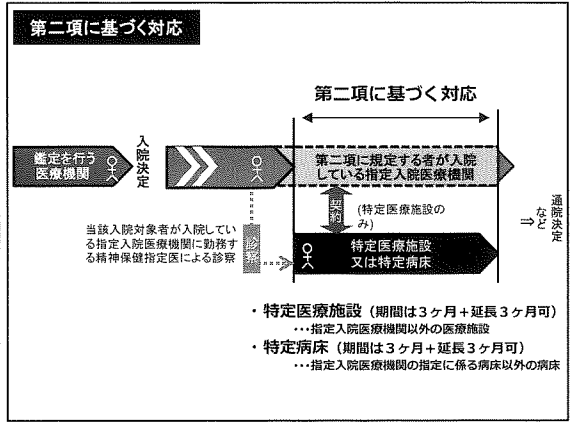 第二項に基づく対応
第二項に基づく対応
鑑定を行う
医療機関
入院決定
第二項に規定する者が入院
している指定入院医療機関
契約
(特定医療施設の
み)
当該入院対象者が入院してい
る指定入院医療機関に勤務す
る精神保健指定医による診察
診察
特定医療施設
又は特定病床
⇒
通院決定
など
・特定医療施設（期間は３ヶ月＋延長３ヶ月可）
…指定入院医療機関以外の医療施設
・特定病床（期間は３ヶ月＋延長３ヶ月可）
…指定入院医療機関の指定に係る病床以外の病床